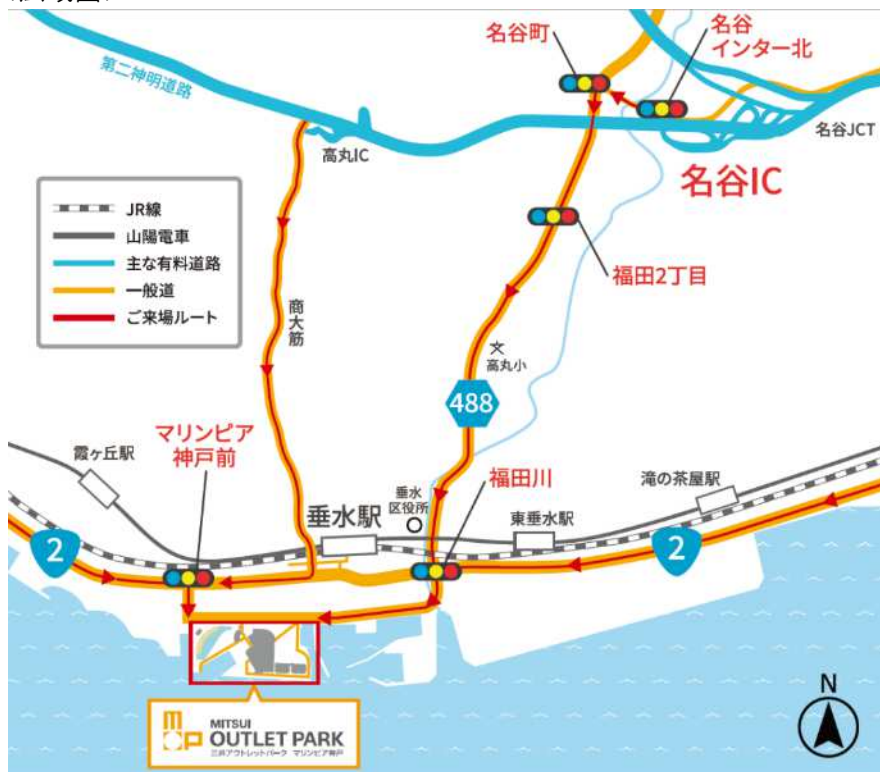 名谷町
名谷
インター北
第二神明道路
高丸IC
名谷JCT
名谷IC
JR線
山陽電車
主な有料道路
一般道
ご来場ルート
福田2丁目
商大筋
文
高丸小
488
マリンピア
神戸前
霞ヶ丘駅
福田川
垂水
区役所
滝の茶屋駅
垂水駅
東垂水駅
2
2
N
MITSUI
OUTLET PARK
三井アウトレットパーク マリンピア神戸